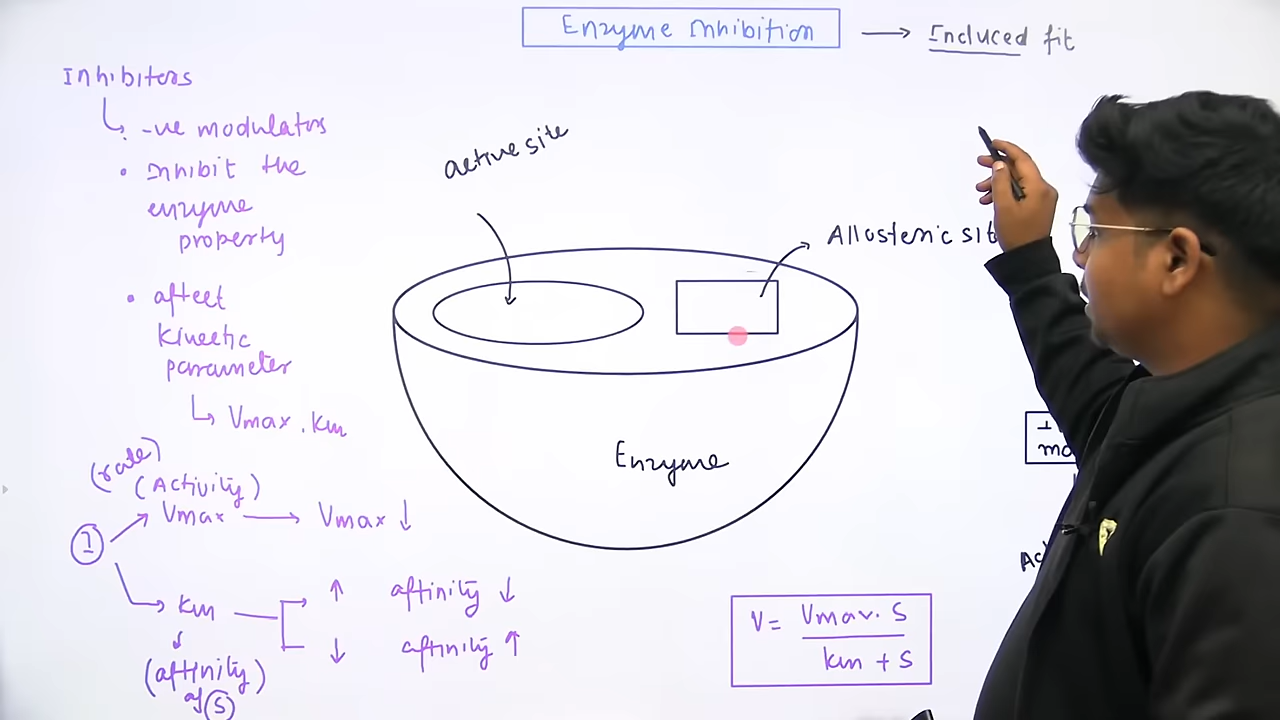 Enzyme Inhibition → Induced fit
Inhibitors
-ve modulators
• Inhibit the
enzyme
property
• affect
kinetic
parameter
Vmax . km
(rate)
(Activity)
Vmax → Vmax ↓
I
km
↑ affinity ↓
↓ affinity ↑
(affinity)
of S
active site
Allosteric sit
Enzyme
V = Vmax . S
km + S